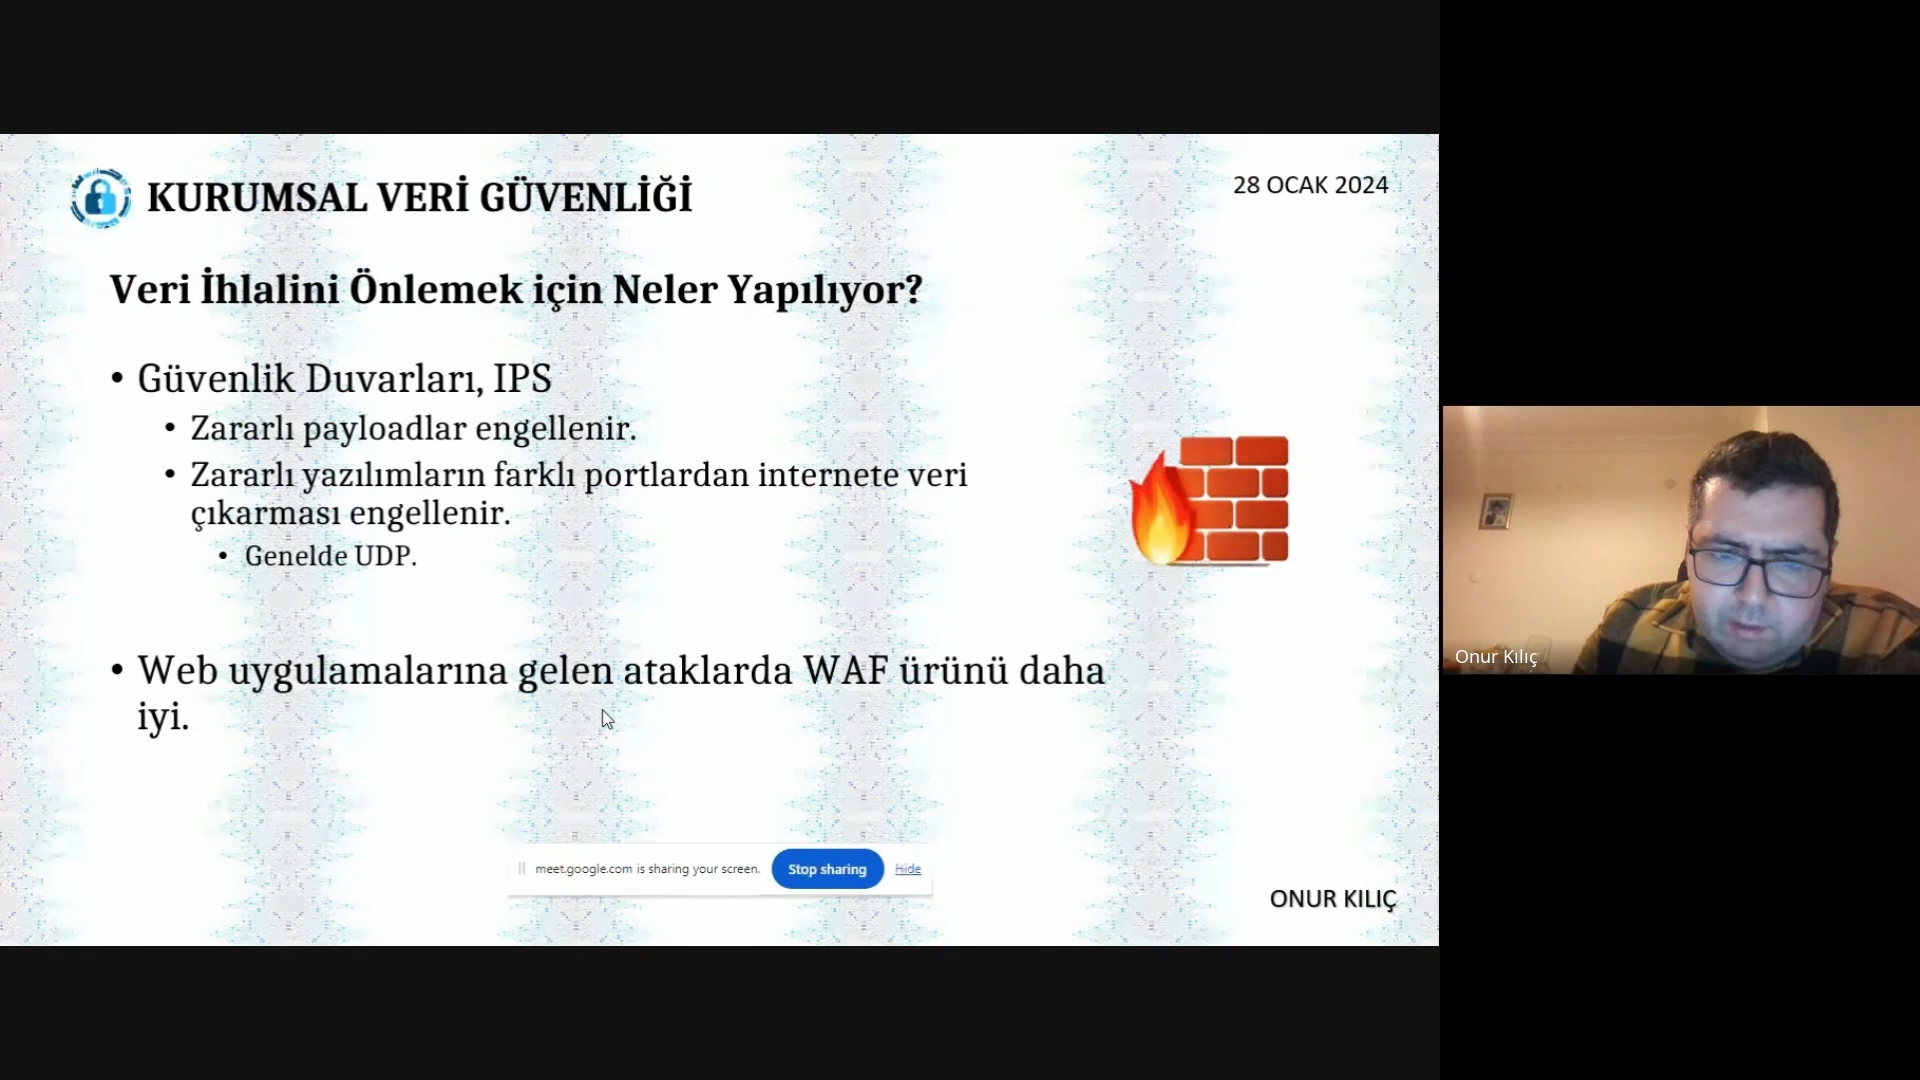 KURUMSAL VERİ GÜVENLİĞİ
28 OCAK 2024
Veri İhlalini Önlemek için Neler Yapılıyor?
• Güvenlik Duvarları, IPS
• Zararlı payloadlar engellenir.
• Zararlı yazılımların farklı portlardan internete veri
çıkarması engellenir.
• Genelde UDP.
• Web uygulamalarına gelen ataklarda WAF ürünü daha
iyi.
meet.google.com is sharing your screen.
Stop sharing
Hide
ONUR KILIÇ
Onur Kılıç